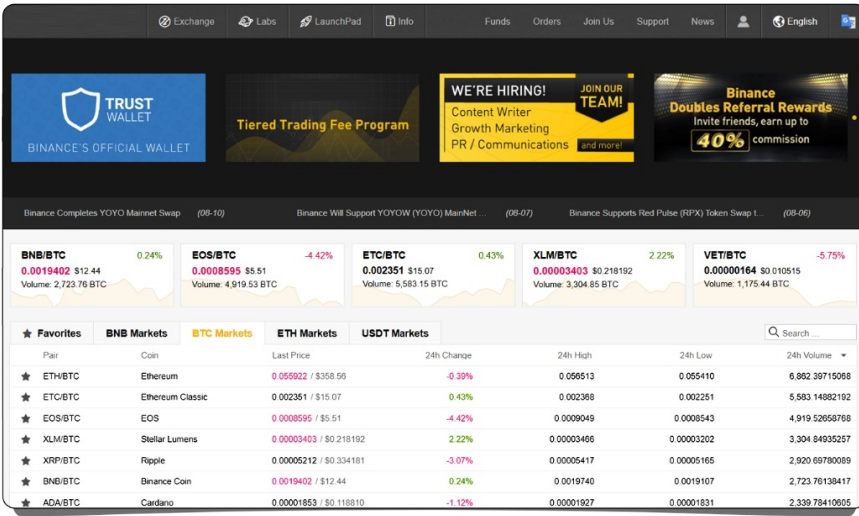 Exchange Labs LaunchPad Info Funds Orders Join Us Support News English
TRUST
WALLET
BINANCE'S OFFICIAL WALLET
Tiered Trading Fee Program
WE'RE HIRING!
Content Writer
Growth Marketing
PR / Communications
JOIN OUR
TEAM!
and more!
Binance
Doubles Referral Rewards
Invite friends, earn up to
40% commission
Binance Completes YOYO Mainnet Swap (08-10) Binance Will Support YOYOW (YOYO) MainNet ... (08-07) Binance Supports Red Pulse (RPX) Token Swap t... (08-06)
BNB/BTC 0.24%
0.0019402 $12.44
Volume: 2,723.76 BTC
EOS/BTC -4.42%
0.0008595 $5.51
Volume: 4,919.53 BTC
ETC/BTC 0.43%
0.002351 $15.07
Volume: 5,583.15 BTC
XLM/BTC 2.22%
0.00003403 $0.218192
Volume: 3,304.85 BTC
VET/BTC -5.75%
0.00000164 $0.010515
Volume: 1,175.44 BTC
Favorites BNB Markets BTC Markets ETH Markets USDT Markets Search ...
Pair Coin Last Price 24h Change 24h High 24h Low 24h Volume
ETH/BTC Ethereum 0.055922 / $358.56 -0.39% 0.056513 0.055410 6,862.39715068
ETC/BTC Ethereum Classic 0.002351 / $15.07 0.43% 0.002368 0.002251 5,583.14882192
EOS/BTC EOS 0.0008595 / $5.51 -4.42% 0.0009049 0.0008543 4,919.52658768
XLM/BTC Stellar Lumens 0.00003403 / $0.218192 2.22% 0.00003466 0.00003202 3,304.84935257
XRP/BTC Ripple 0.00005212 / $0.334181 -3.07% 0.00005417 0.00005165 2,920.69780089
BNB/BTC Binance Coin 0.0019402 / $12.44 0.24% 0.0019740 0.0019107 2,723.76138417
ADA/BTC Cardano 0.00001853 / $0.118810 -1.12% 0.00001927 0.00001831 2,339.78410605